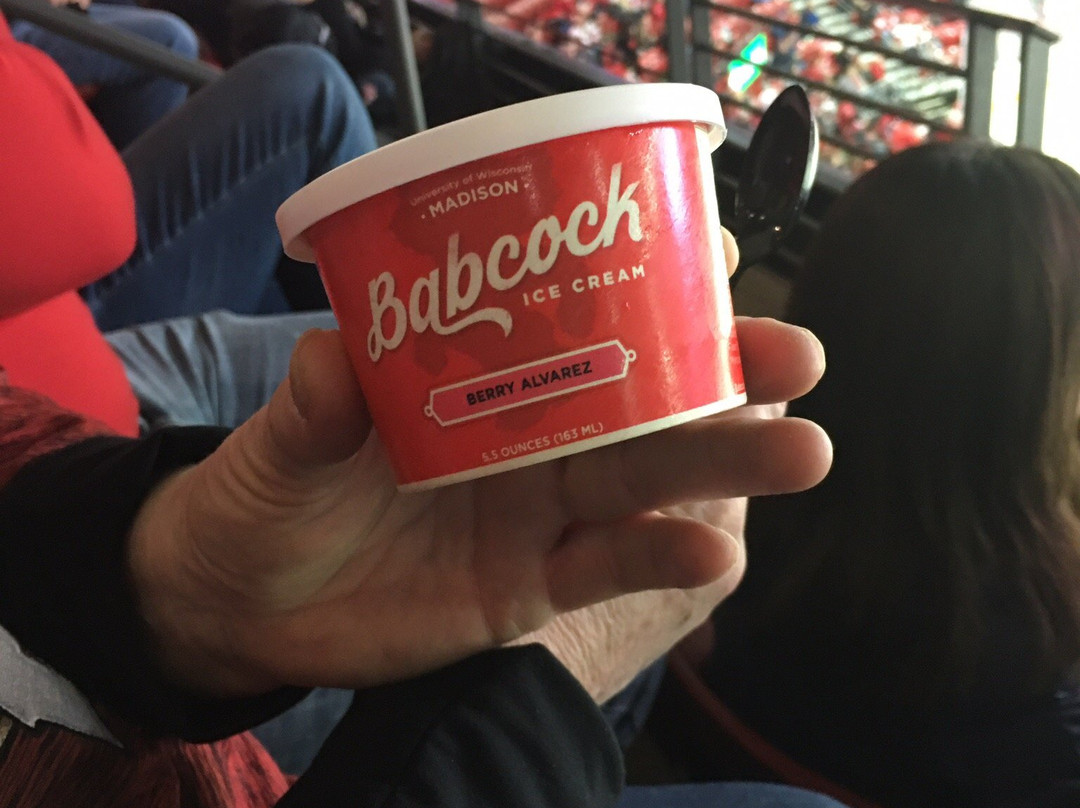 University of Wisconsin
· MADISON ·
Babcock
ICE CREAM
BERRY ALVAREZ
5.5 OUNCES (163 ML)